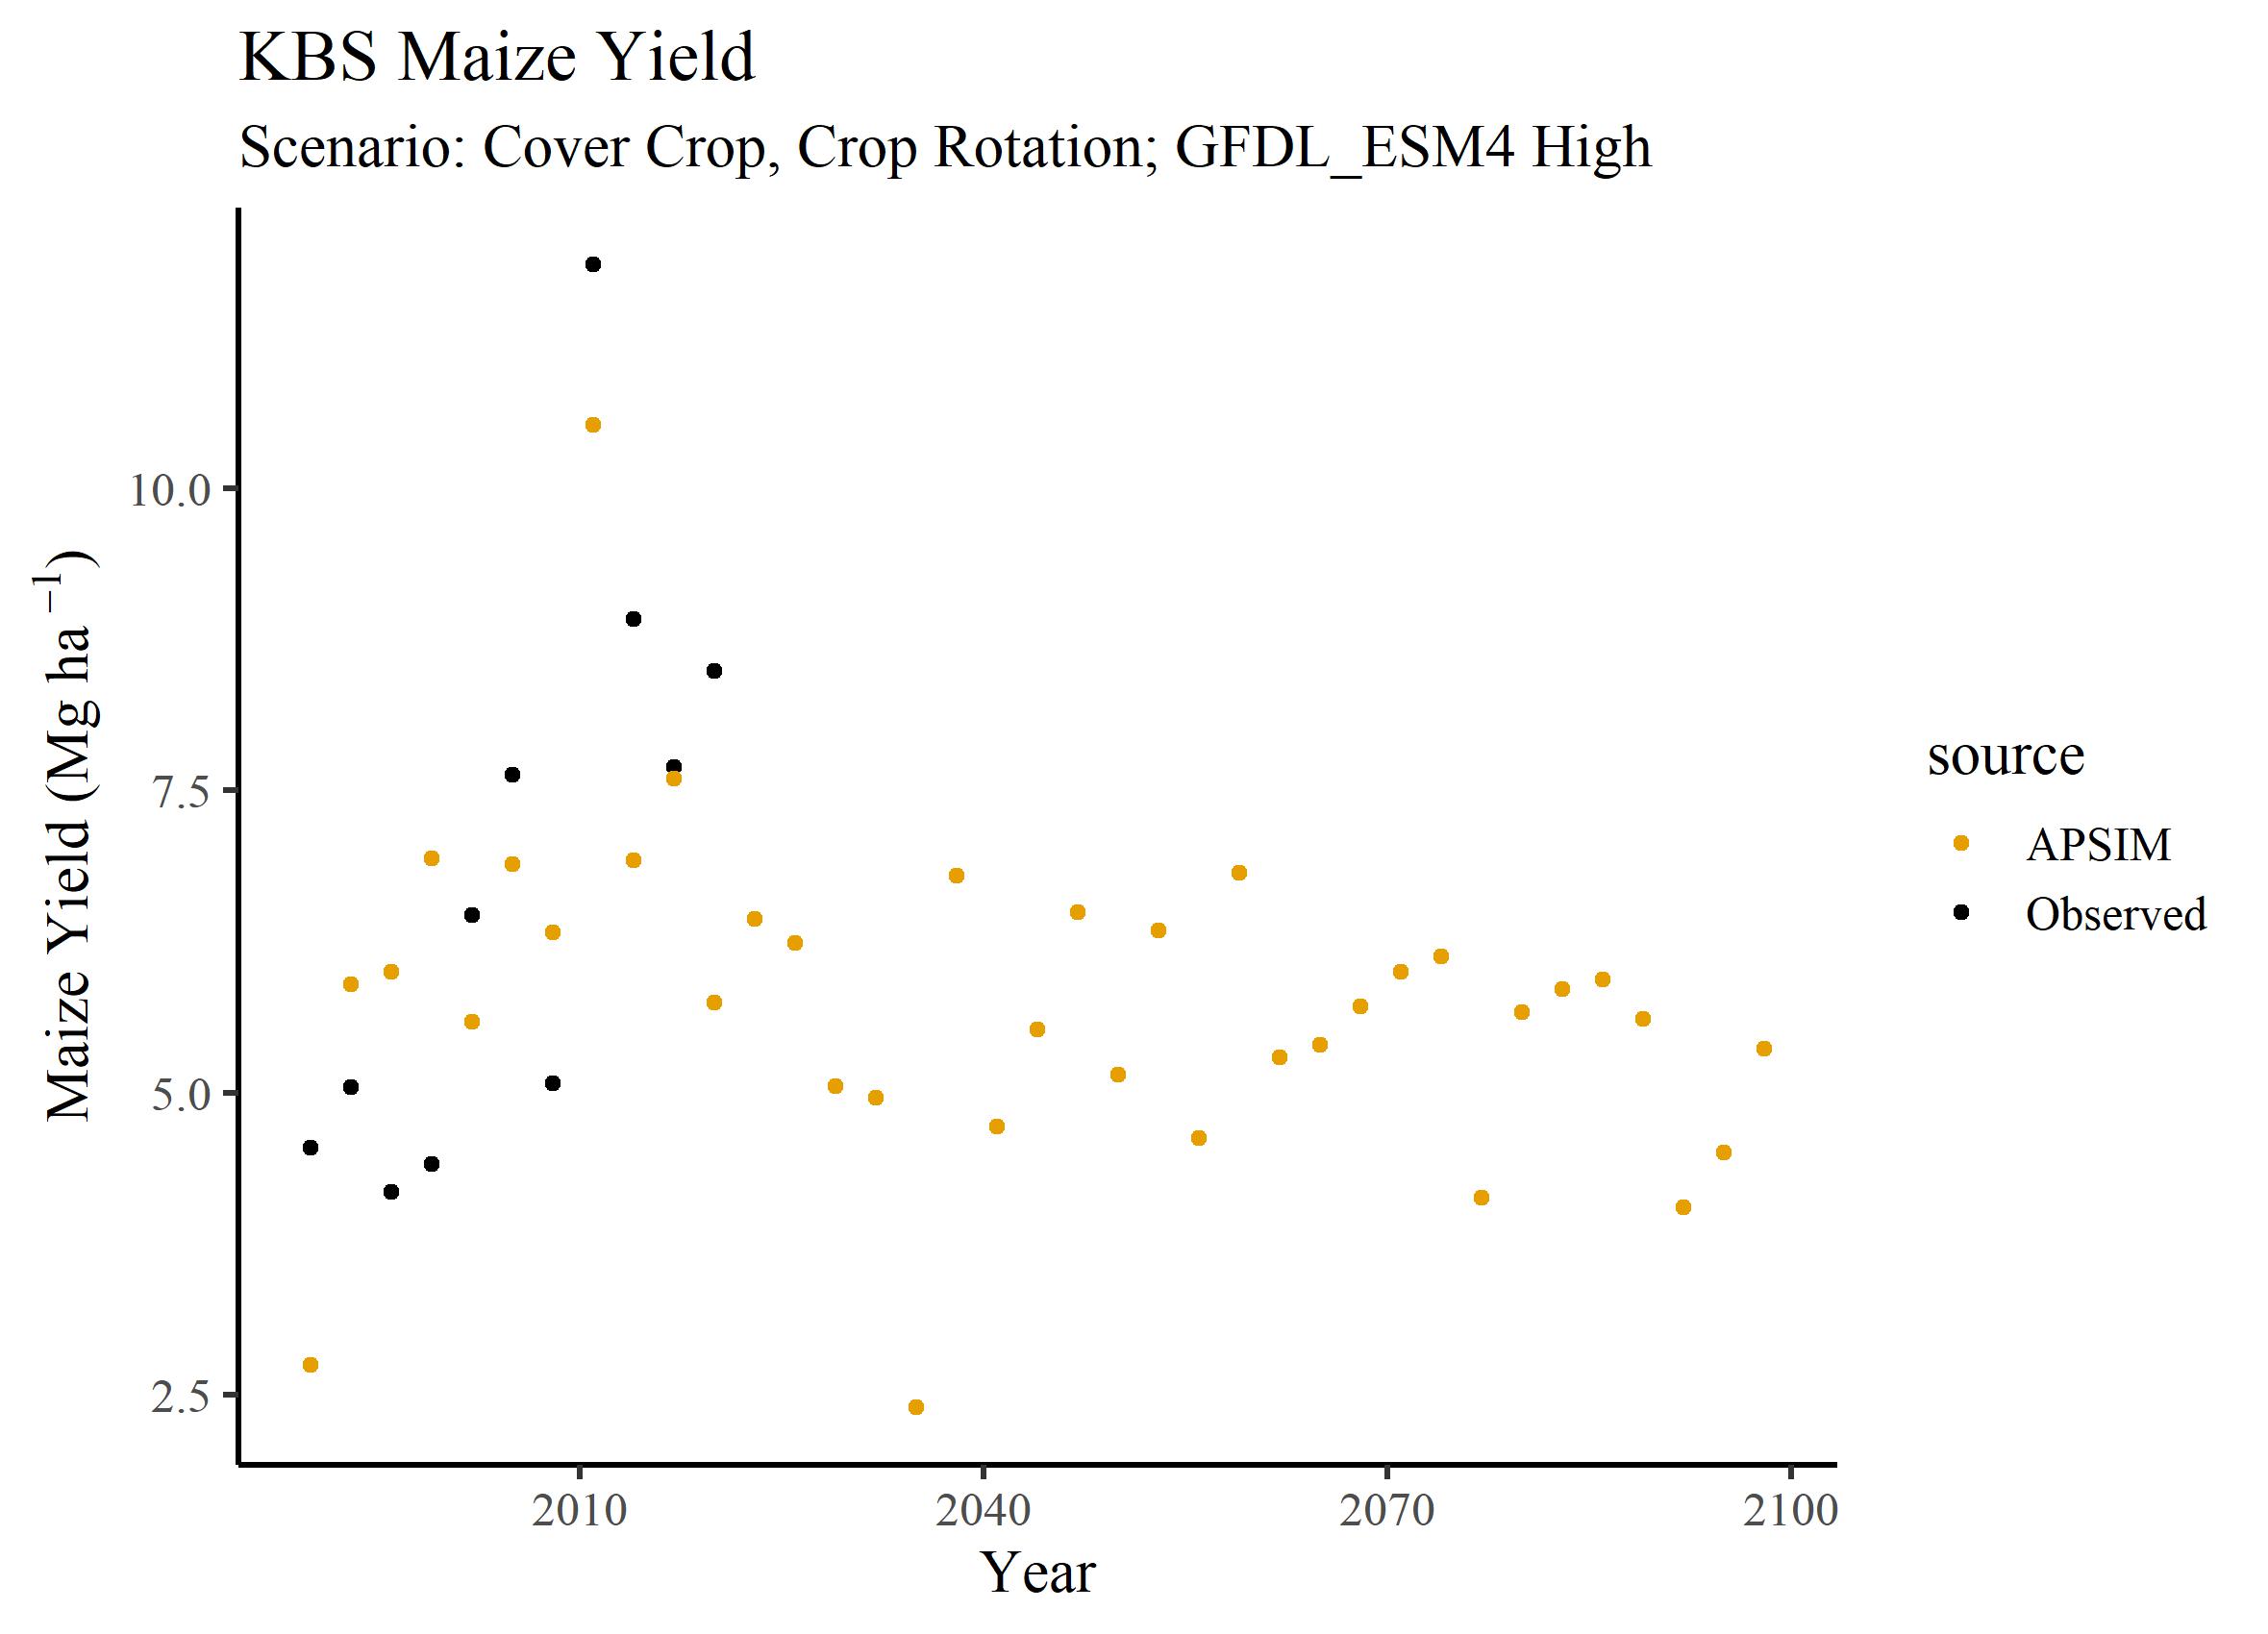 KBS Maize Yield
Scenario: Cover Crop, Crop Rotation; GFDL_ESM4 High
Maize Yield (Mg ha⁻¹)
10.0
7.5
5.0
2.5
2010
2040
2070
2100
Year
source
APSIM
Observed